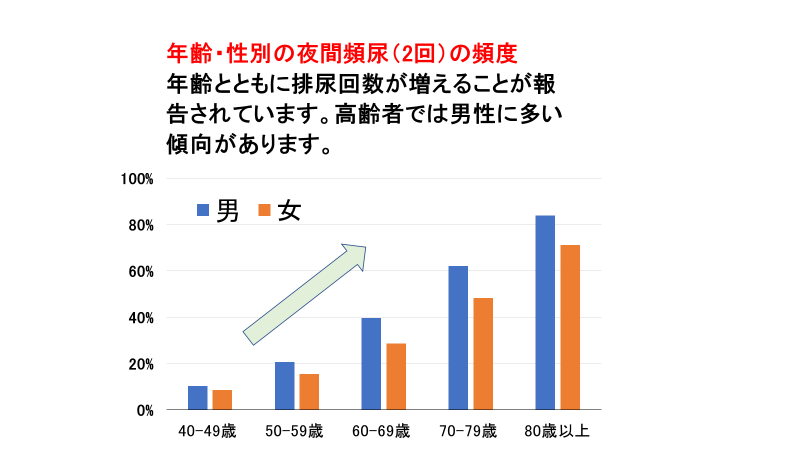 年齢・性別の夜間頻尿（2回）の頻度
年齢とともに排尿回数が増えることが報
告されています。高齢者では男性に多い
傾向があります。
100%
男 女
80%
60%
40%
20%
0%
40-49歳 50-59歳 60-69歳 70-79歳 80歳以上